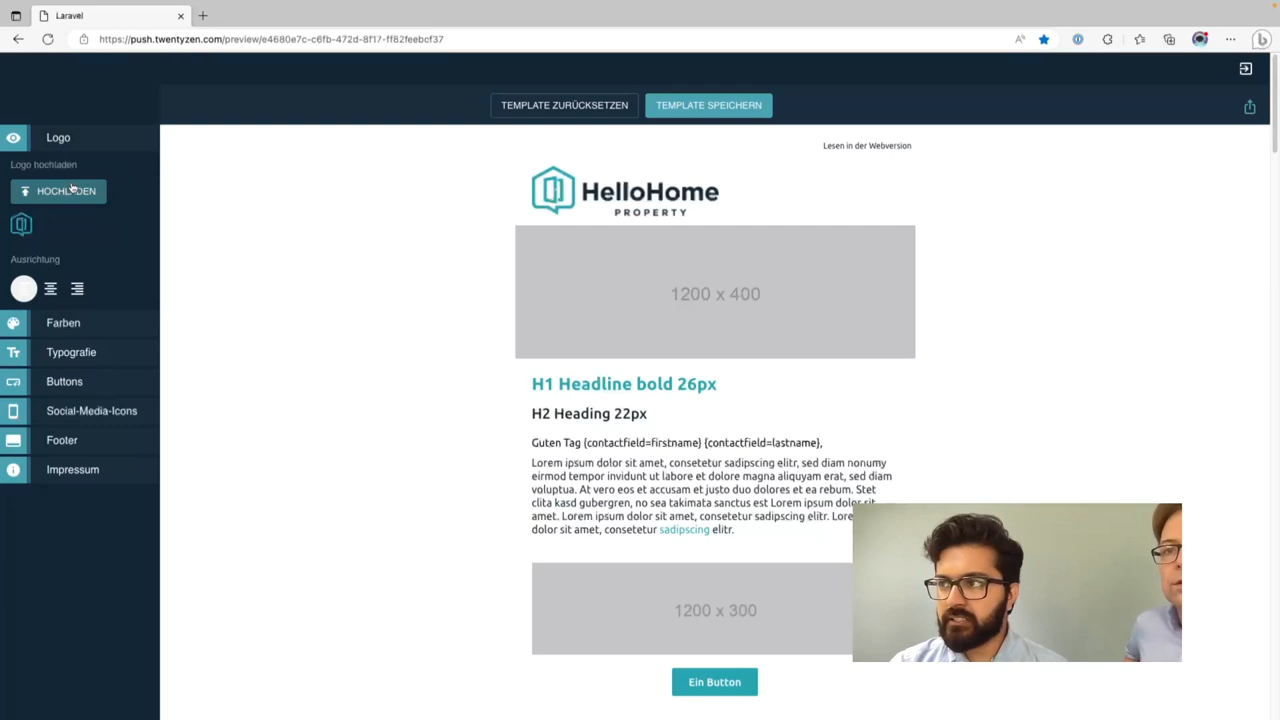 Laravel
https://push.twentyzen.com/preview/e4680e7c-c6fb-472d-8f17-ff82feebcf37
TEMPLATE ZURÜCKSETZEN
TEMPLATE SPEICHERN
Logo
Logo hochladen
HOCHLADEN
Ausrichtung
Farben
Typografie
Buttons
Social-Media-Icons
Footer
Impressum
Lesen in der Webversion
HelloHome
PROPERTY
1200 x 400
H1 Headline bold 26px
H2 Heading 22px
Guten Tag {contactfield=firstname} {contactfield=lastname},
Lorem ipsum dolor sit amet, consetetur sadipscing elitr, sed diam nonumy
eirmod tempor invidunt ut labore et dolore magna aliquyam erat, sed diam
voluptua. At vero eos et accusam et justo duo dolores et ea rebum. Stet
clita kasd gubergren, no sea takimata sanctus est Lorem ipsum dolor sit
amet. Lorem ipsum dolor sit amet, consetetur sadipscing elitr. Lore
dolor sit amet, consetetur sadipscing elitr.
1200 x 300
Ein Button